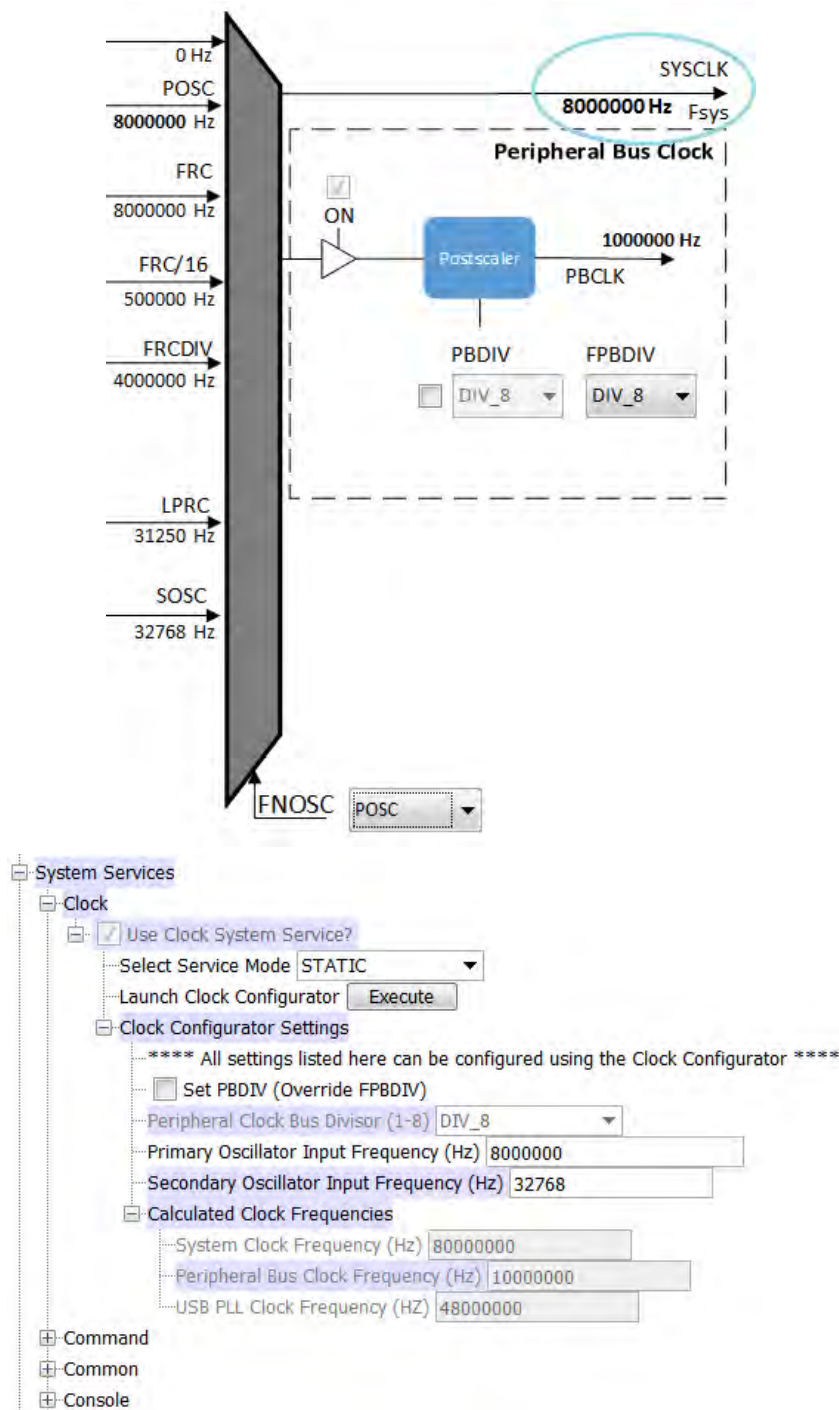 0 Hz
SYSCLK
POSC
8000000 Hz
8000000 Hz
Fsys
Peripheral Bus Clock
FRC
8000000 Hz
ON
1000000 Hz
Postscaler
PBCLK
FRC/16
500000 Hz
FRCDIV
4000000 Hz
PBDIV
FPBDIV
DIV_8
DIV_8
LPRC
31250 Hz
SOSC
32768 Hz
FNOSC
POSC
System Services
Clock
Use Clock System Service?
Select Service Mode STATIC
Launch Clock Configurator Execute
Clock Configurator Settings
**** All settings listed here can be configured using the Clock Configurator ****
Set PBDIV (Override FPBDIV)
Peripheral Clock Bus Divisor (1-8) DIV_8
Primary Oscillator Input Frequency (Hz) 8000000
Secondary Oscillator Input Frequency (Hz) 32768
Calculated Clock Frequencies
System Clock Frequency (Hz) 80000000
Peripheral Bus Clock Frequency (Hz) 10000000
USB PLL Clock Frequency (HZ) 48000000
Command
Common
Console